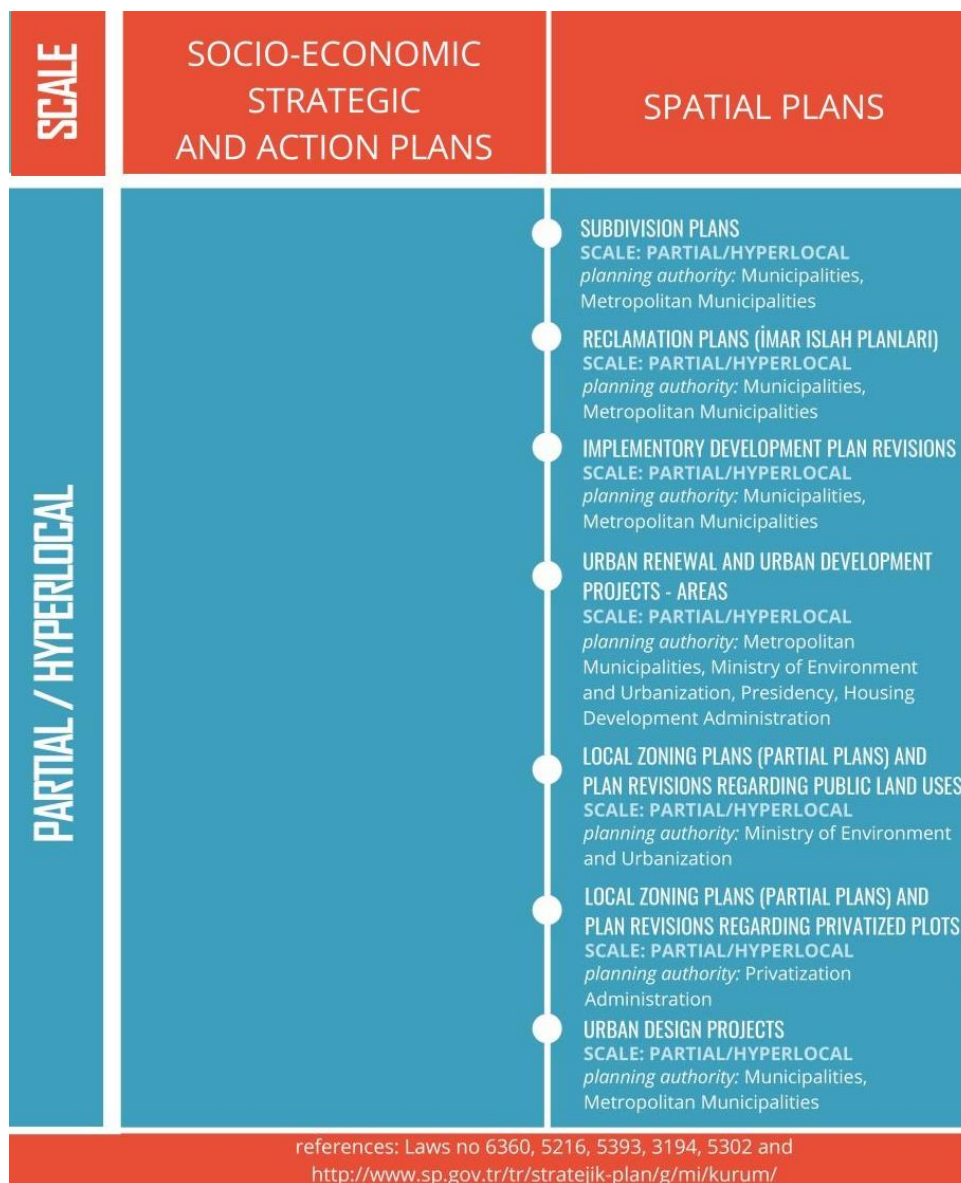 SCALE
SOCIO-ECONOMIC
STRATEGIC
AND ACTION PLANS
SPATIAL PLANS
PARTIAL / HYPERLOCAL
SUBDIVISION PLANS
SCALE: PARTIAL/HYPERLOCAL
planning authority: Municipalities,
Metropolitan Municipalities
RECLAMATION PLANS (İMAR ISLAH PLANLARI)
SCALE: PARTIAL/HYPERLOCAL
planning authority: Municipalities,
Metropolitan Municipalities
IMPLEMENTORY DEVELOPMENT PLAN REVISIONS
SCALE: PARTIAL/HYPERLOCAL
planning authority: Municipalities,
Metropolitan Municipalities
URBAN RENEWAL AND URBAN DEVELOPMENT
PROJECTS - AREAS
SCALE: PARTIAL/HYPERLOCAL
planning authority: Metropolitan
Municipalities, Ministry of Environment
and Urbanization, Presidency, Housing
Development Administration
LOCAL ZONING PLANS (PARTIAL PLANS) AND
PLAN REVISIONS REGARDING PUBLIC LAND USES
SCALE: PARTIAL/HYPERLOCAL
planning authority: Ministry of Environment
and Urbanization
LOCAL ZONING PLANS (PARTIAL PLANS) AND
PLAN REVISIONS REGARDING PRIVATIZED PLOTS
SCALE: PARTIAL/HYPERLOCAL
planning authority: Privatization
Administration
URBAN DESIGN PROJECTS
SCALE: PARTIAL/HYPERLOCAL
planning authority: Municipalities,
Metropolitan Municipalities
references: Laws no 6360, 5216, 5393, 3194, 5302 and
http://www.sp.gov.tr/tr/stratejik-plan/g/mi/kurum/